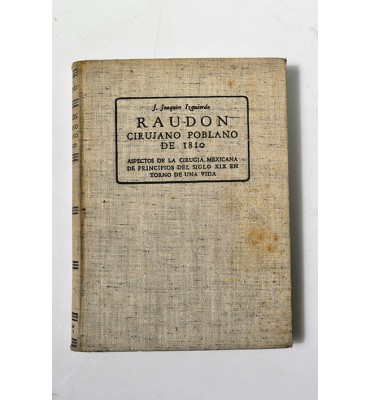 J. Joaquín Izquierdo
RAUDON
CIRUJANO POBLANO
DE 1810
ASPECTOS DE LA CIRUGIA MEXICANA
DE PRINCIPIOS DEL SIGLO XIX EN
TORNO DE UNA VIDA